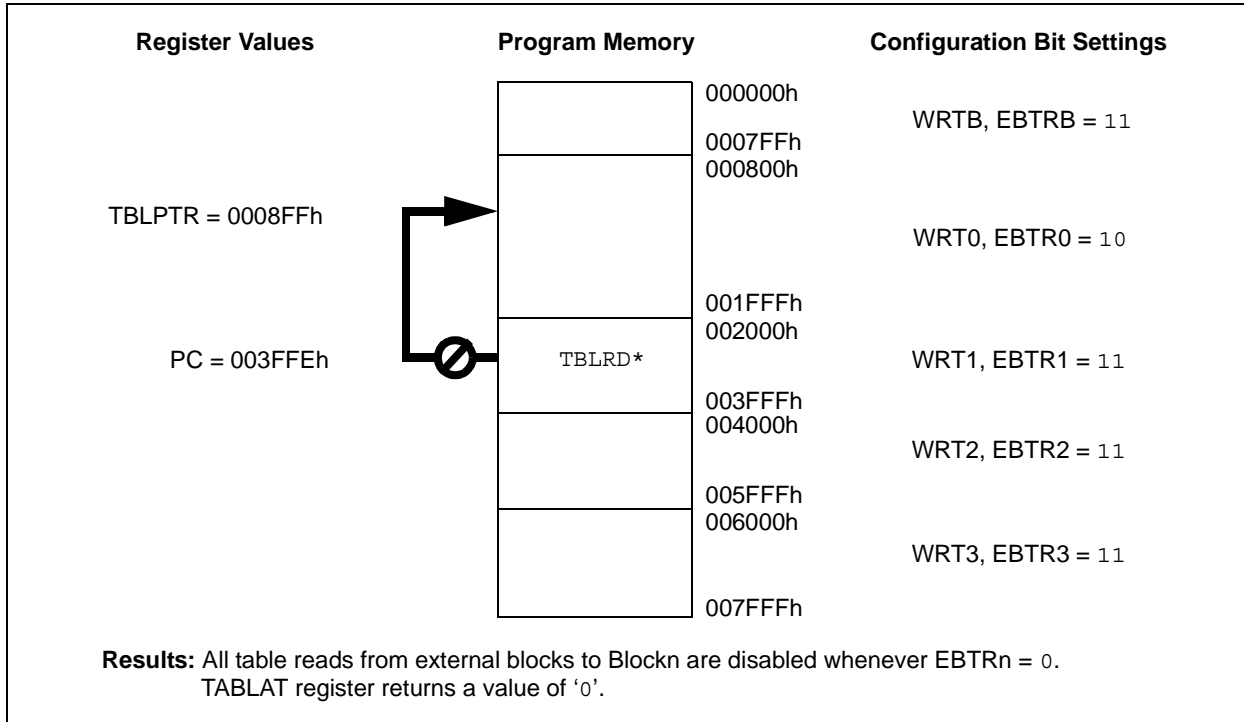 Register Values Program Memory Configuration Bit Settings
000000h
WRTB, EBTRB = 11
0007FFh
000800h
TBLPTR = 0008FFh
WRT0, EBTR0 = 10
001FFFh
002000h
PC = 003FFEh TBLRD* WRT1, EBTR1 = 11
003FFFh
004000h
WRT2, EBTR2 = 11
005FFFh
006000h
WRT3, EBTR3 = 11
007FFFh
Results: All table reads from external blocks to Blockn are disabled whenever EBTRn = 0.
TABLAT register returns a value of ‘0’.